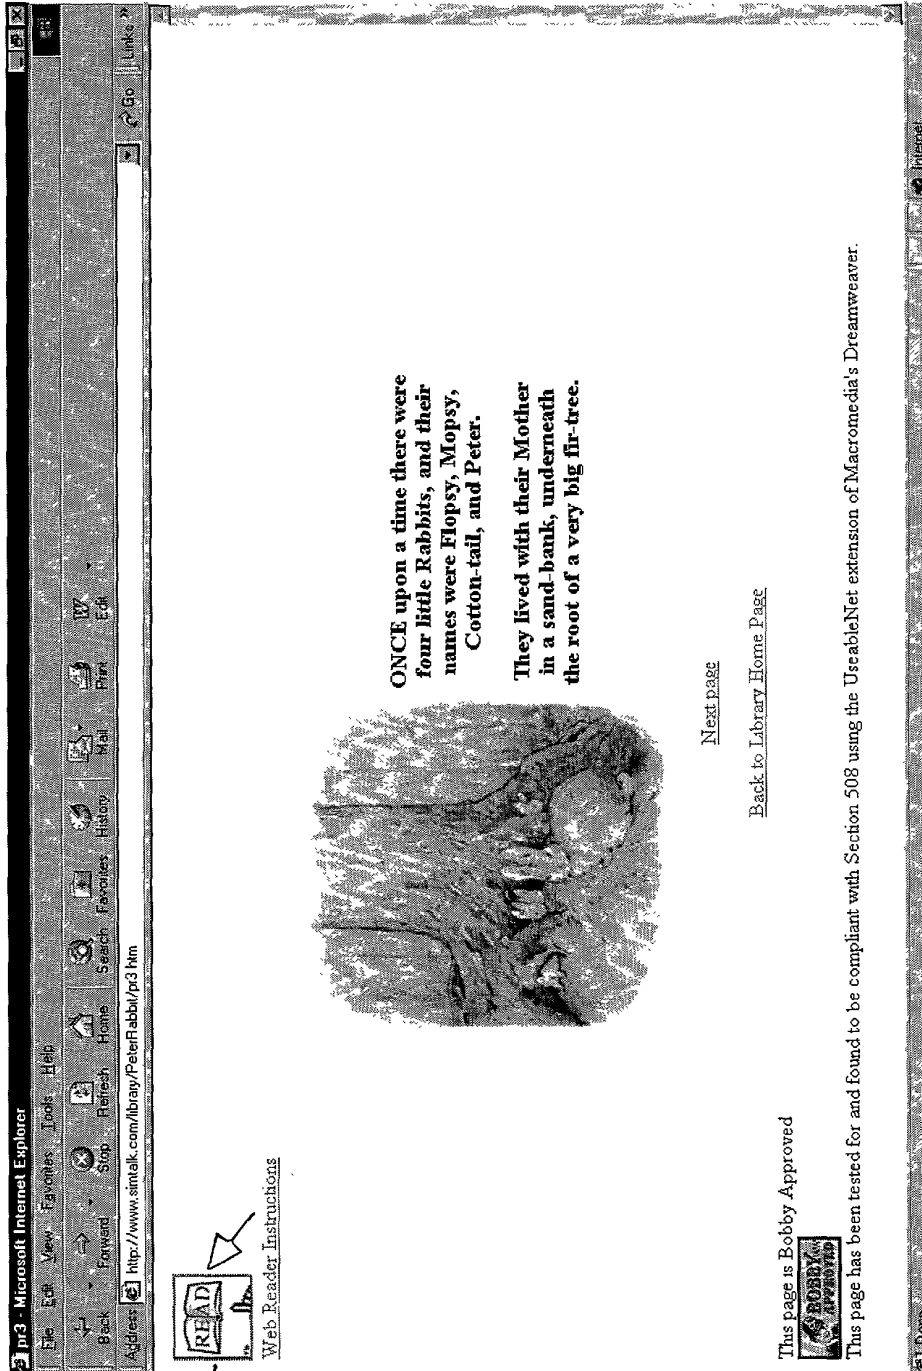 pr3 - Microsoft Internet Explorer
File Edit View Favorites Tools Help
Back Forward Stop Refresh Home Search Favorites History Mail Print Edit
Address http://www.simtalk.com/library/PeterRabbit/pr3 htm Go Links »
READ
Web Reader Instructions
ONCE upon a time there were
four little Rabbits, and their
names were Flopsy, Mopsy,
Cotton-tail, and Peter.
They lived with their Mother
in a sand-bank, underneath
the root of a very big fir-tree.
Next page
Back to Library Home Page
This page is Bobby Approved
BOBBY
APPROVED
This page has been tested for and found to be compliant with Section 508 using the UseableNet extension of Macromedia's Dreamweaver.
Internet